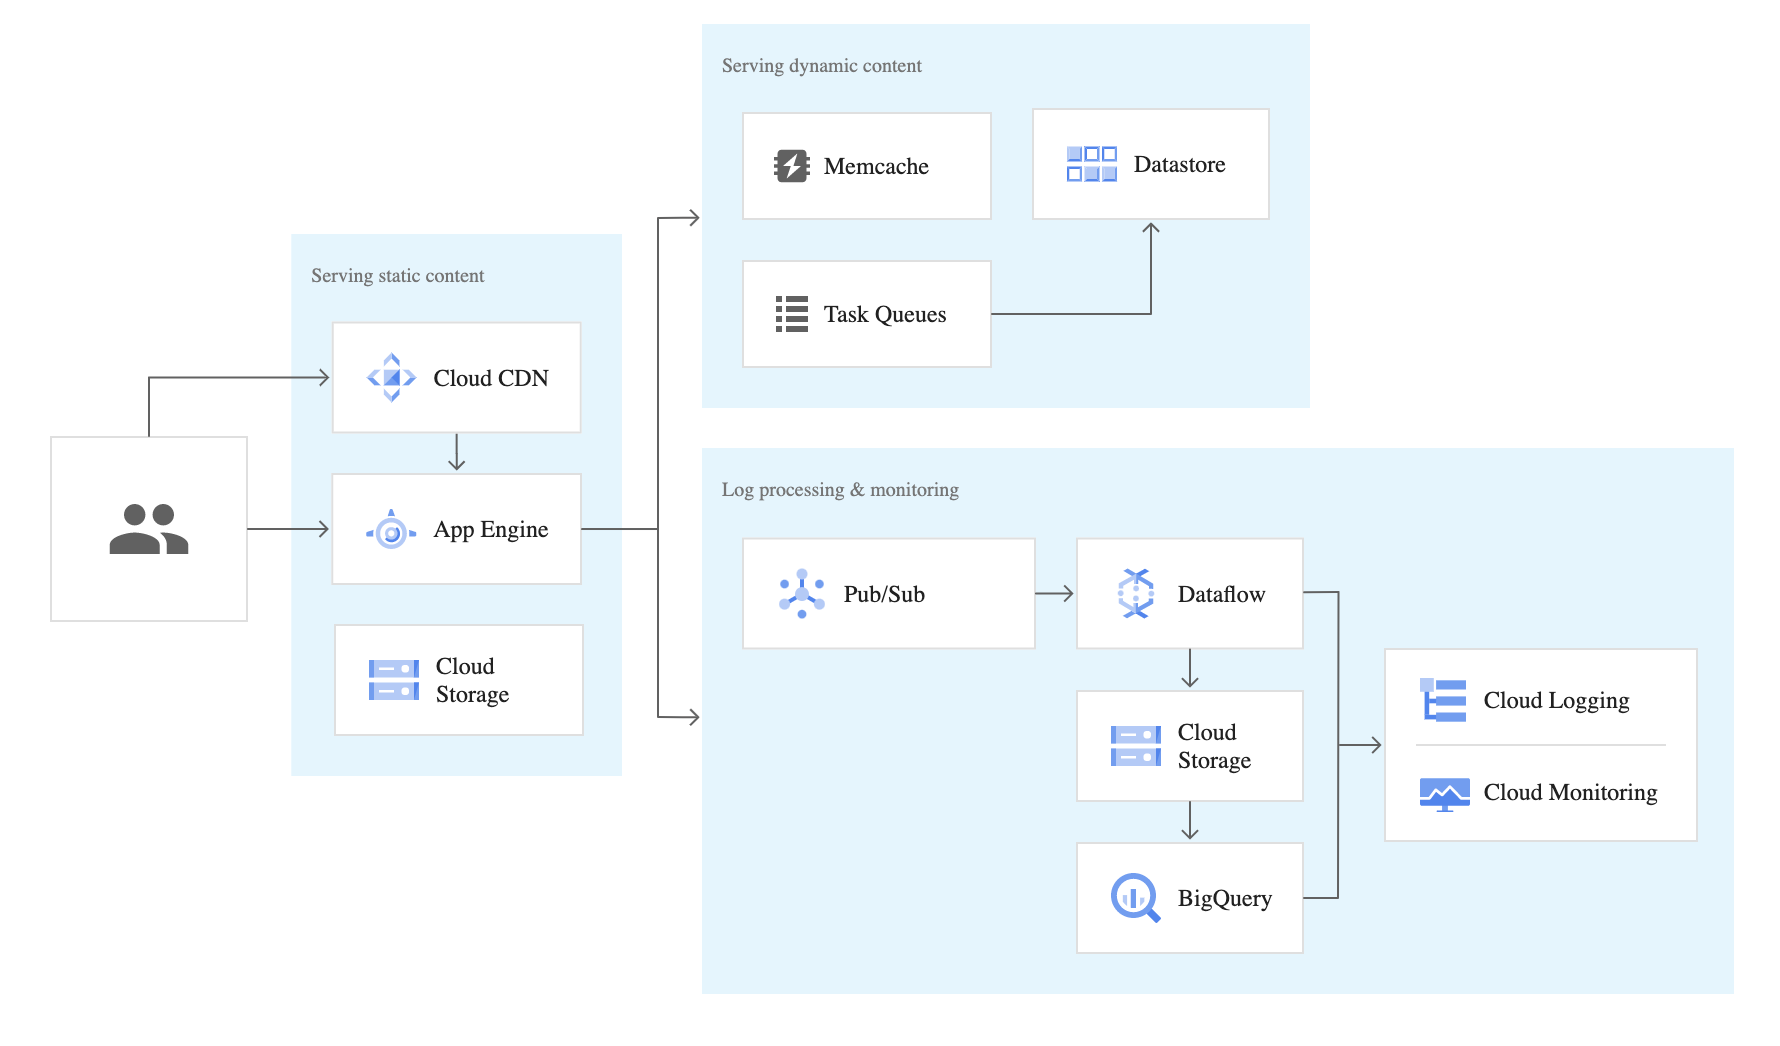 Serving dynamic content
Memcache
Datastore
Task Queues
Serving static content
Cloud CDN
App Engine
Cloud
Storage
Log processing & monitoring
Pub/Sub
Dataflow
Cloud
Storage
BigQuery
Cloud Logging
Cloud Monitoring